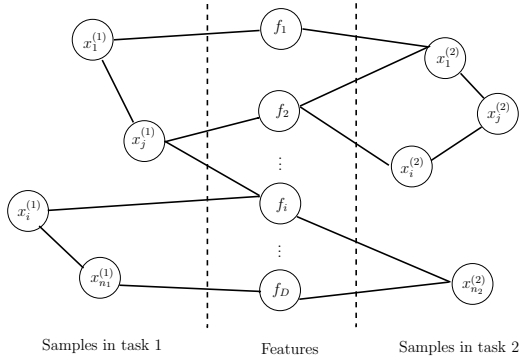 x_1^{(1)}
f_1
x_1^{(2)}
x_j^{(1)}
f_2
x_j^{(2)}
⋮
x_i^{(2)}
x_i^{(1)}
f_i
⋮
x_{n_1}^{(1)}
f_D
x_{n_2}^{(2)}
Samples in task 1
Features
Samples in task 2